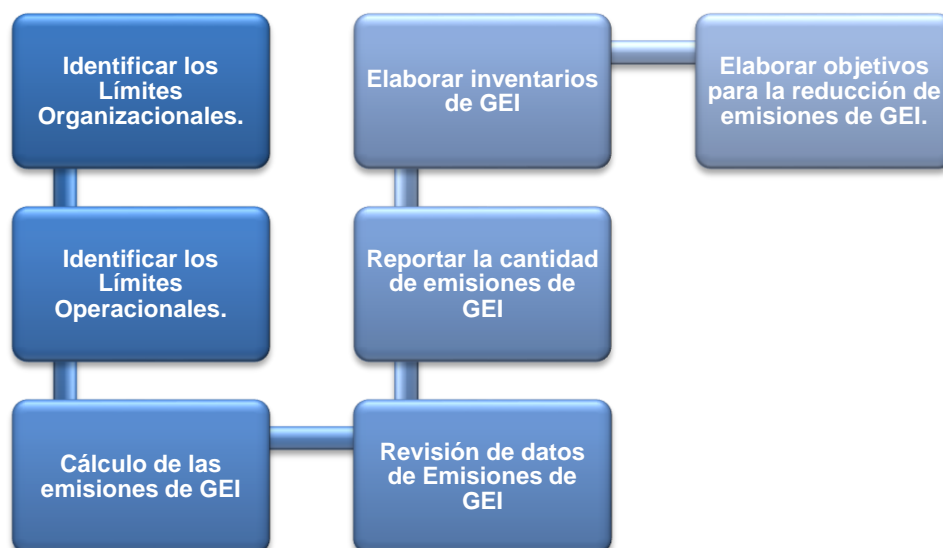 Identificar los
Límites
Organizacionales.
Identificar los
Límites
Operacionales.
Cálculo de las
emisiones de GEI
Revisión de datos
de Emisiones de
GEI
Reportar la cantidad
de emisiones de
GEI
Elaborar inventarios
de GEI
Elaborar objetivos
para la reducción de
emisiones de GEI.